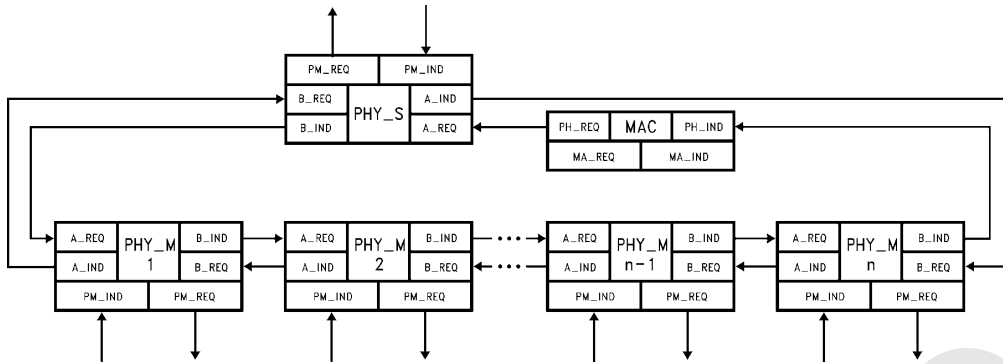 PM_REQ PM_IND
B_REQ PHY_S A_IND
B_IND A_REQ
PH_REQ MAC PH_IND
MA_REQ MA_IND
A_REQ PHY_M 1 B_IND
A_IND B_REQ
PM_IND PM_REQ
A_REQ PHY_M 2 B_IND
A_IND B_REQ
PM_IND PM_REQ
A_REQ PHY_M n-1 B_IND
A_IND B_REQ
PM_IND PM_REQ
A_REQ PHY_M n B_IND
A_IND B_REQ
PM_IND PM_REQ